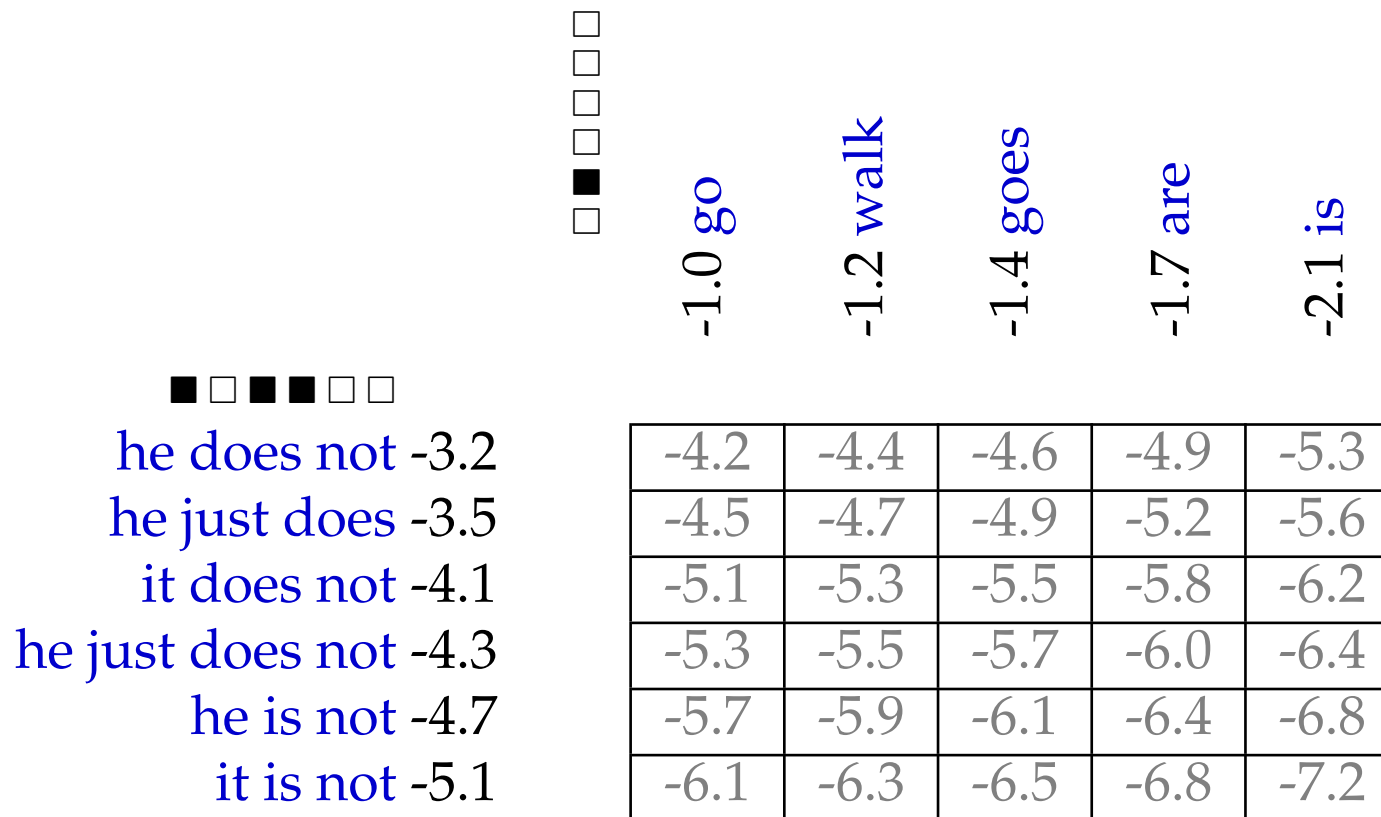 -1.0 go
-1.2 walk
-1.4 goes
-1.7 are
-2.1 is
he does not -3.2 -4.2 -4.4 -4.6 -4.9 -5.3
he just does -3.5 -4.5 -4.7 -4.9 -5.2 -5.6
it does not -4.1 -5.1 -5.3 -5.5 -5.8 -6.2
he just does not -4.3 -5.3 -5.5 -5.7 -6.0 -6.4
he is not -4.7 -5.7 -5.9 -6.1 -6.4 -6.8
it is not -5.1 -6.1 -6.3 -6.5 -6.8 -7.2